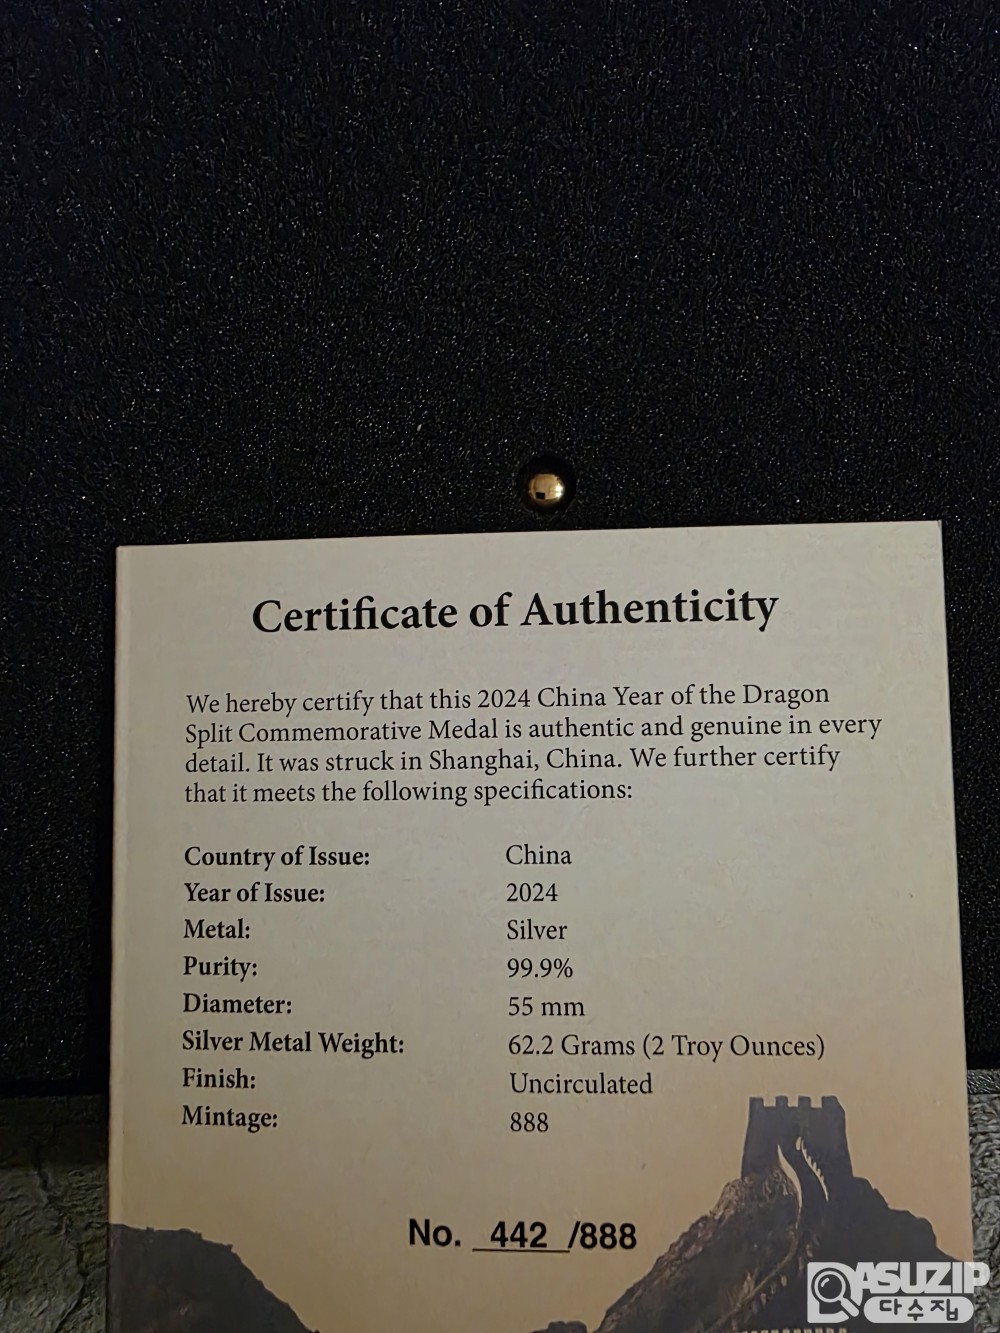 Certificate of Authenticity
We hereby certify that this 2024 China Year of the Dragon
Split Commemorative Medal is authentic and genuine in every
detail. It was struck in Shanghai, China. We further certify
that it meets the following specifications:
Country of Issue: China
Year of Issue: 2024
Metal: Silver
Purity: 99.9%
Diameter: 55 mm
Silver Metal Weight: 62.2 Grams (2 Troy Ounces)
Finish: Uncirculated
Mintage: 888
No. 442 /888
DASUZIP
다수집